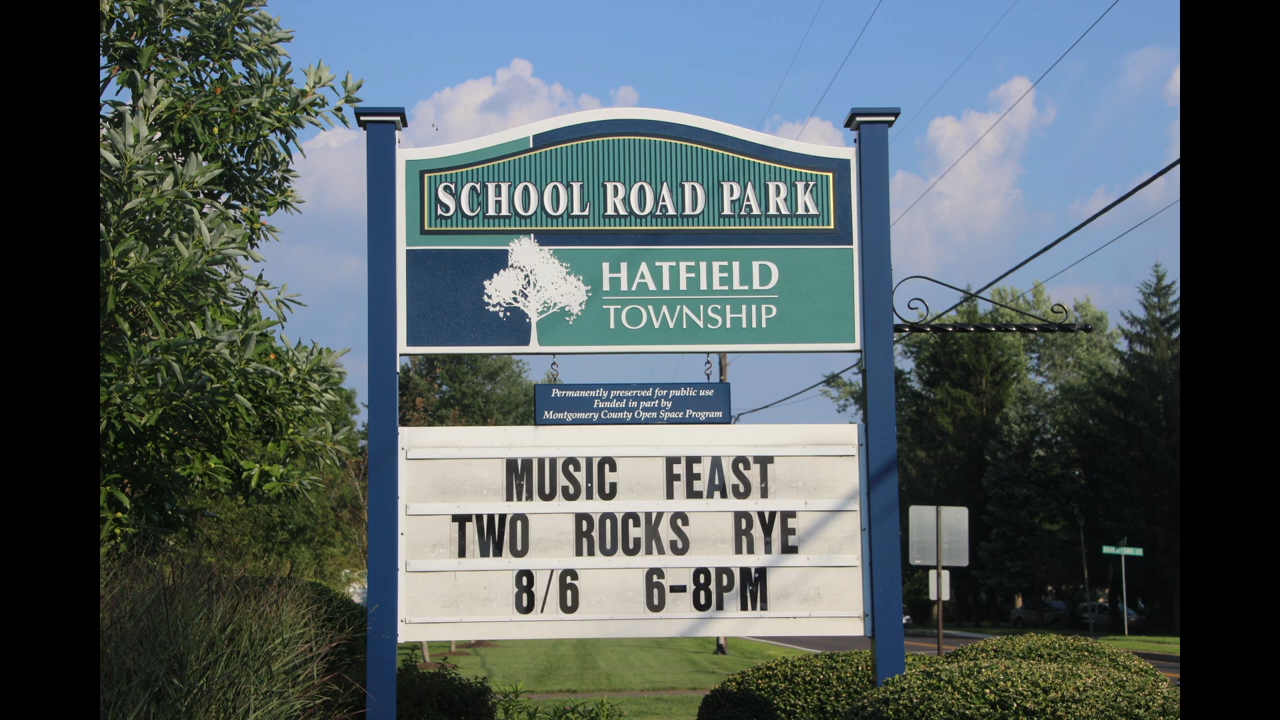 SCHOOL ROAD PARK
HATFIELD
TOWNSHIP
Permanently preserved for public use
Funded in part by
Montgomery County Open Space Program
MUSIC FEAST
TWO ROCKS RYE
8/6 6-8PM